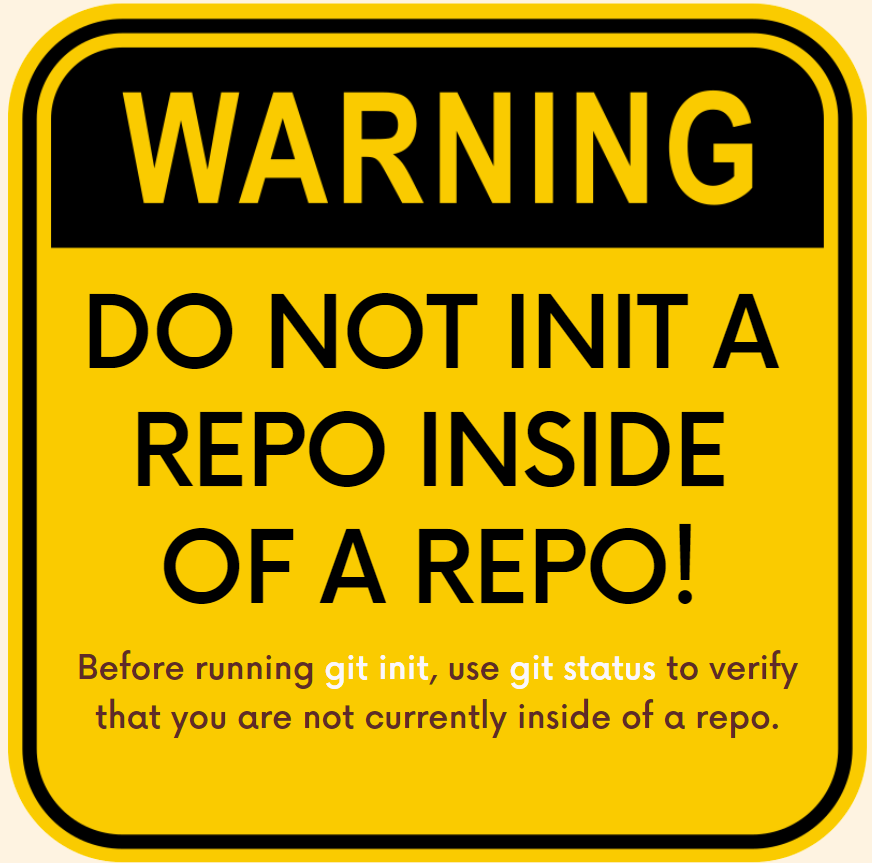 WARNING
DO NOT INIT A
REPO INSIDE
OF A REPO!
Before running git init, use git status to verify
that you are not currently inside of a repo.